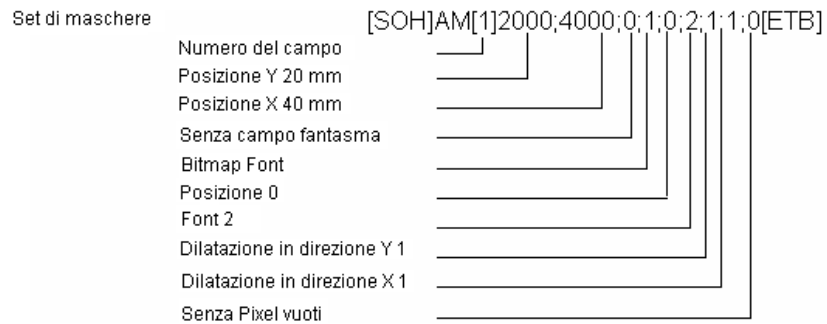 Set di maschere [SOH]AM[1]2000;4000;0;1;0;2;1;1;0[ETB]
Numero del campo
Posizione Y 20 mm
Posizione X 40 mm
Senza campo fantasma
Bitmap Font
Posizione 0
Font 2
Dilatazione in direzione Y 1
Dilatazione in direzione X 1
Senza Pixel vuoti